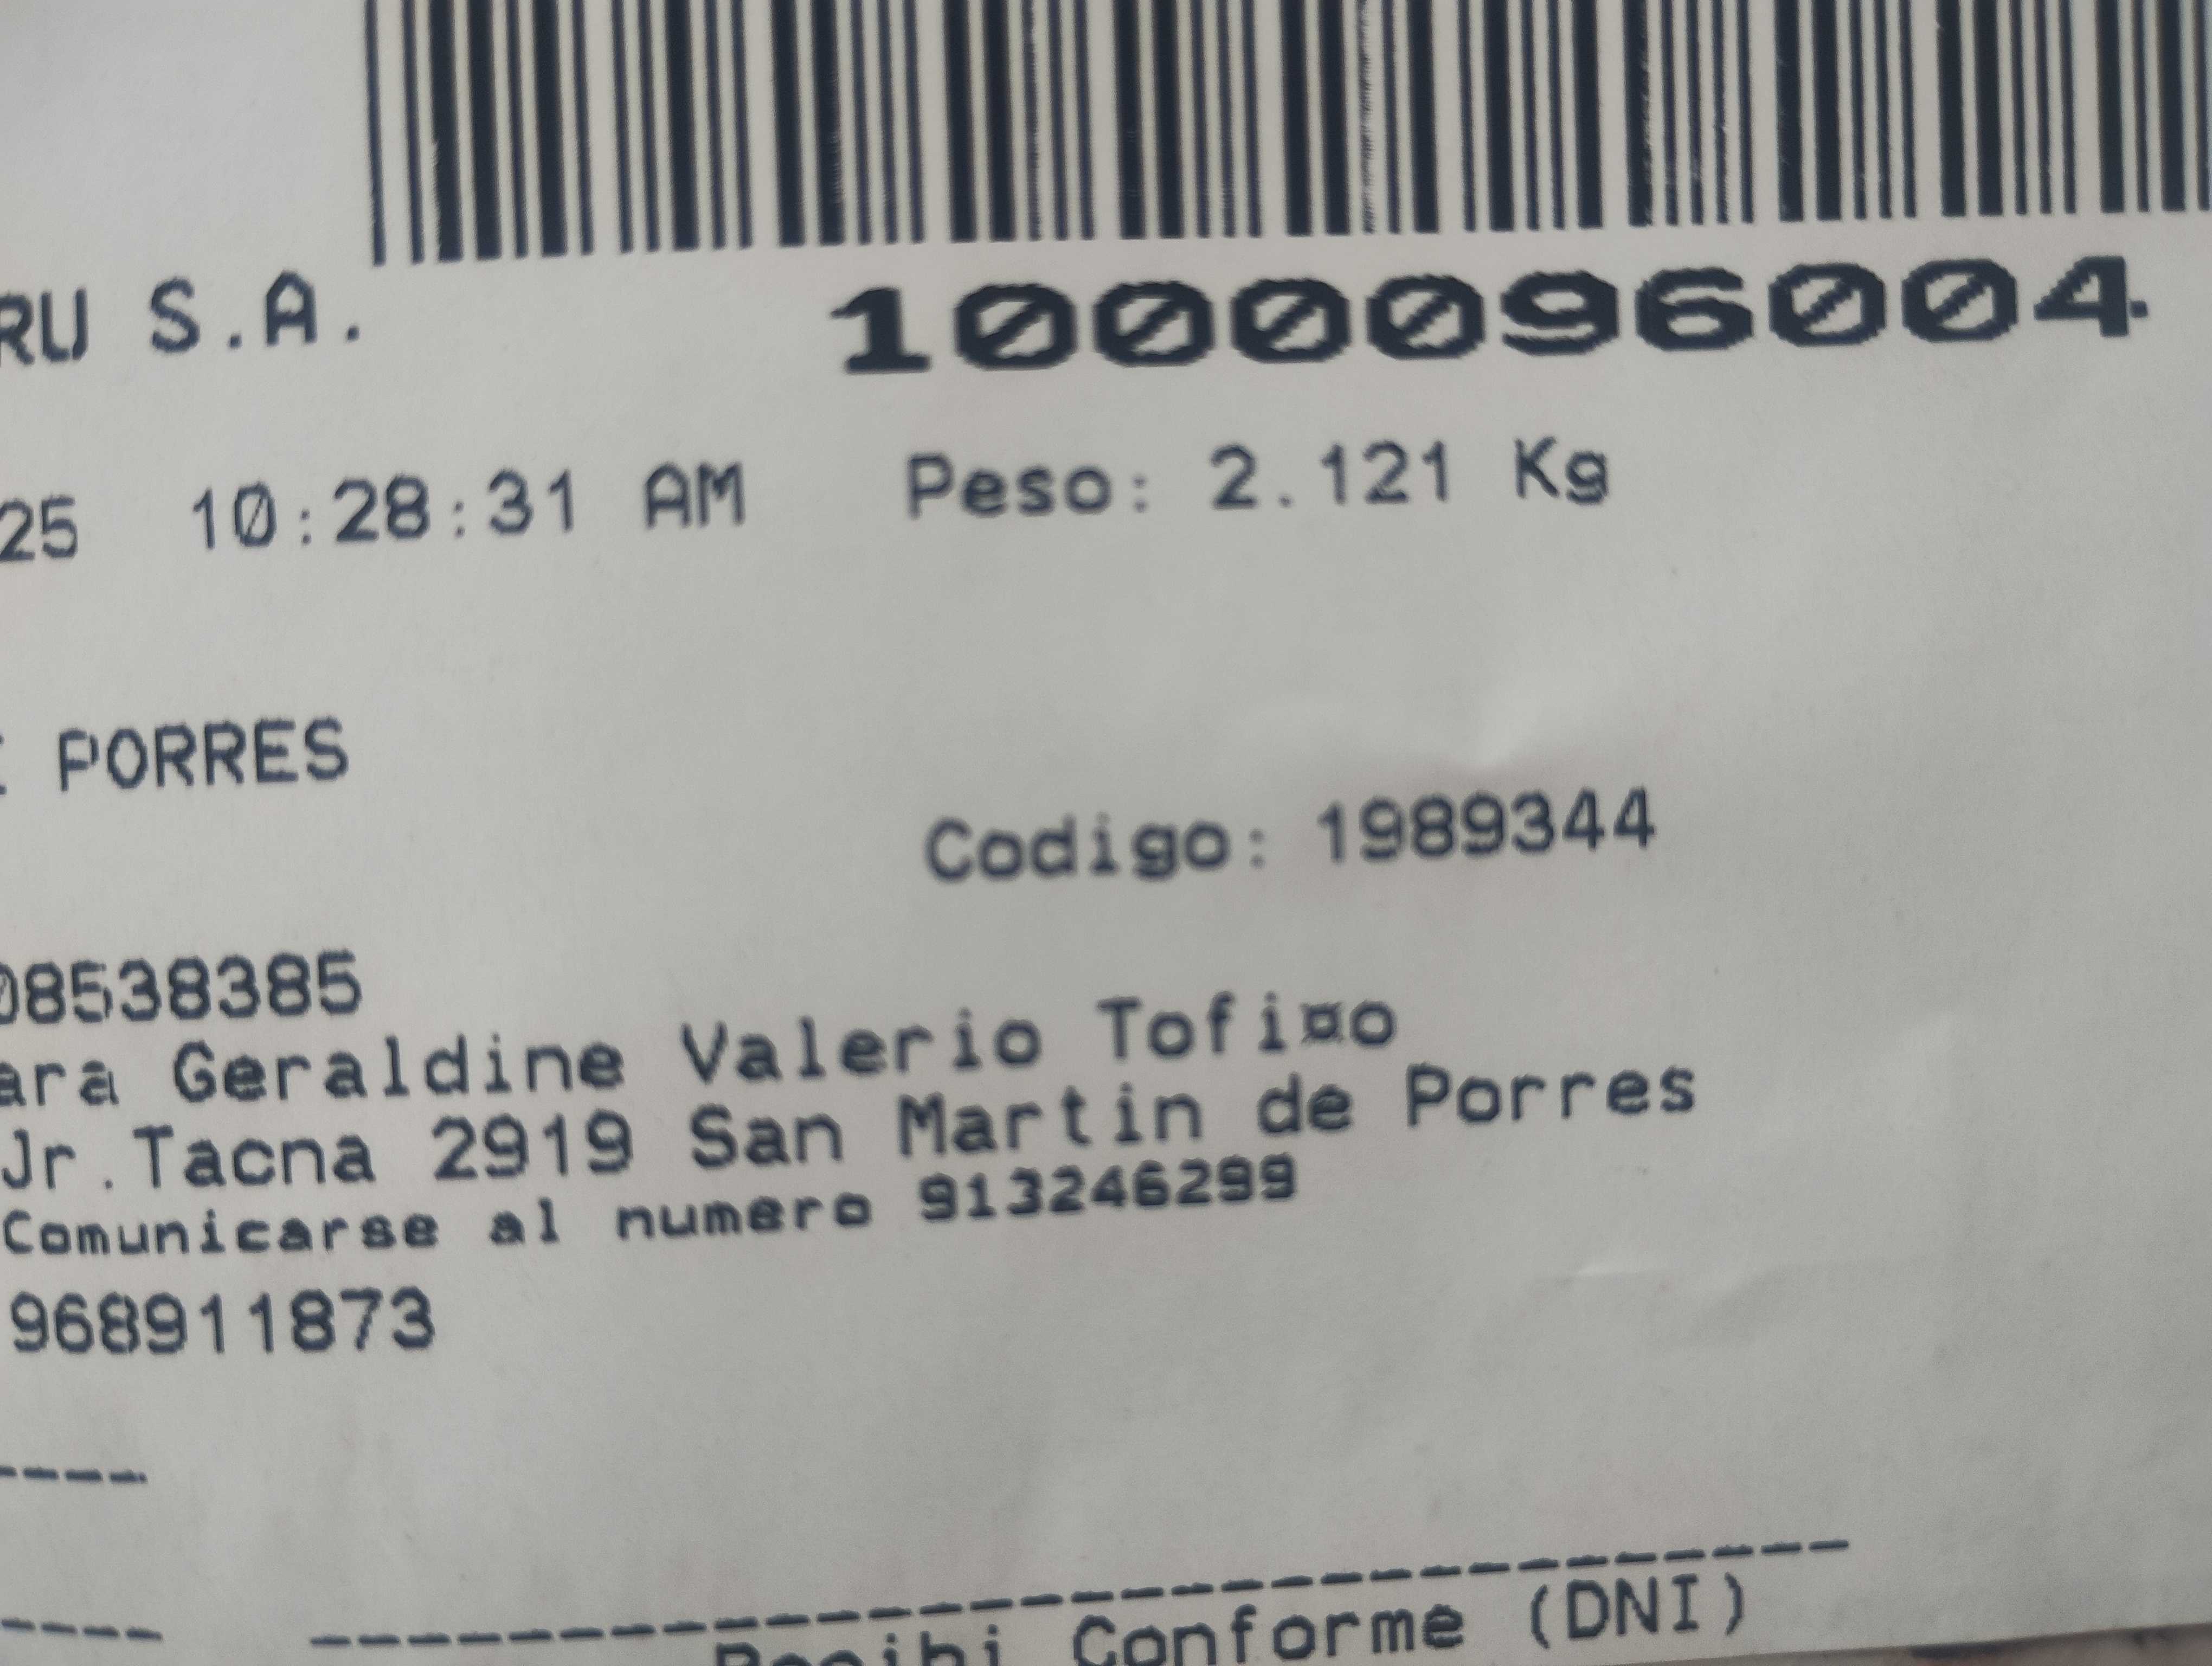 RU S.A. 1000096004
25 10:28:31 AM Peso: 2.121 Kg
PORRES
Codigo: 1989344
08538385
ara Geraldine Valerio Tofi¤o
Jr.Tacna 2919 San Martin de Porres
Comunicarse al numero 913246299
968911873
----
---- ------------------------------
Recibi Conforme (DNI)